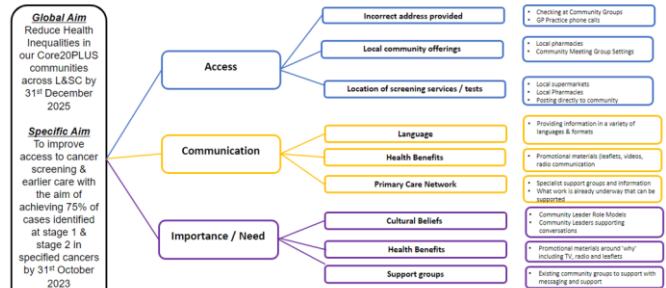 Global Aim
Reduce Health
Inequalities in
our Core20PLUS
communities
across L&SC by
31st December
2025
Specific Aim
To improve
access to cancer
screening &
earlier care with
the aim of
achieving 75% of
cases identified
at stage 1 &
stage 2 in
specified cancers
by 31st October
2023
Access
Incorrect address provided
• Checking at Community Groups
• GP Practice phone calls
Local community offerings
• Local pharmacies
• Community Meeting Group Settings
Location of screening services / tests
• Local supermarkets
• Local Pharmacies
• Posting directly to community
Communication
Language
• Providing information in a variety of
languages & formats
Health Benefits
• Promotional materials (leaflets, videos,
radio communication
Primary Care Network
• Specialist support groups and information
• What work is already underway that can be
supported
Importance / Need
Cultural Beliefs
• Community Leader Role Models
• Community Leaders supporting
conversations
Health Benefits
• Promotional materials around 'why'
including TV, radio and leaflets
Support groups
• Existing community groups to support with
messaging and support